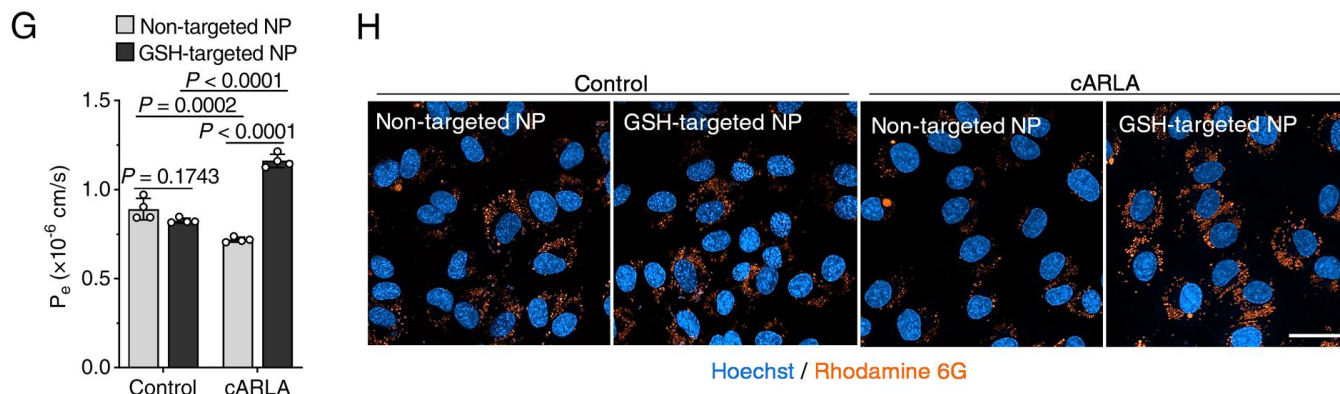 G
Non-targeted NP
GSH-targeted NP
P < 0.0001
P = 0.0002
P < 0.0001
P = 0.1743
1.5
1.0
0.5
0.0
Pe (×10-6 cm/s)
Control
cARLA
H
Control
cARLA
Non-targeted NP
GSH-targeted NP
Non-targeted NP
GSH-targeted NP
Hoechst / Rhodamine 6G